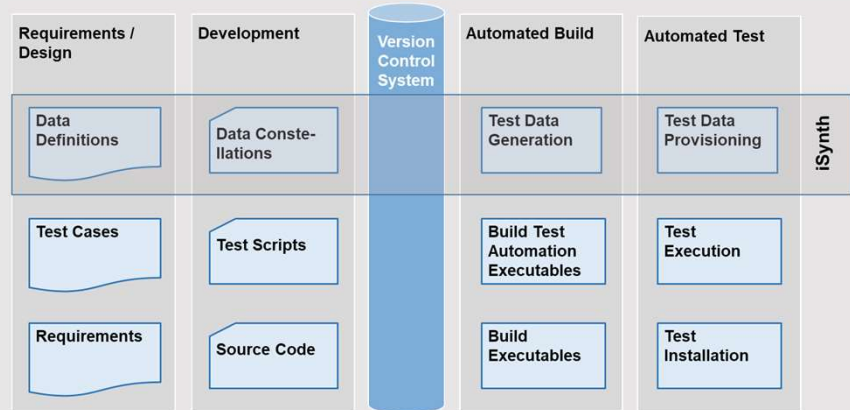 Requirements /
Design
Development
Version
Control
System
Automated Build
Automated Test
Data
Definitions
Data Conste-
llations
Test Data
Generation
Test Data
Provisioning
iSynth
Test Cases
Test Scripts
Build Test
Automation
Executables
Test
Execution
Requirements
Source Code
Build
Executables
Test
Installation